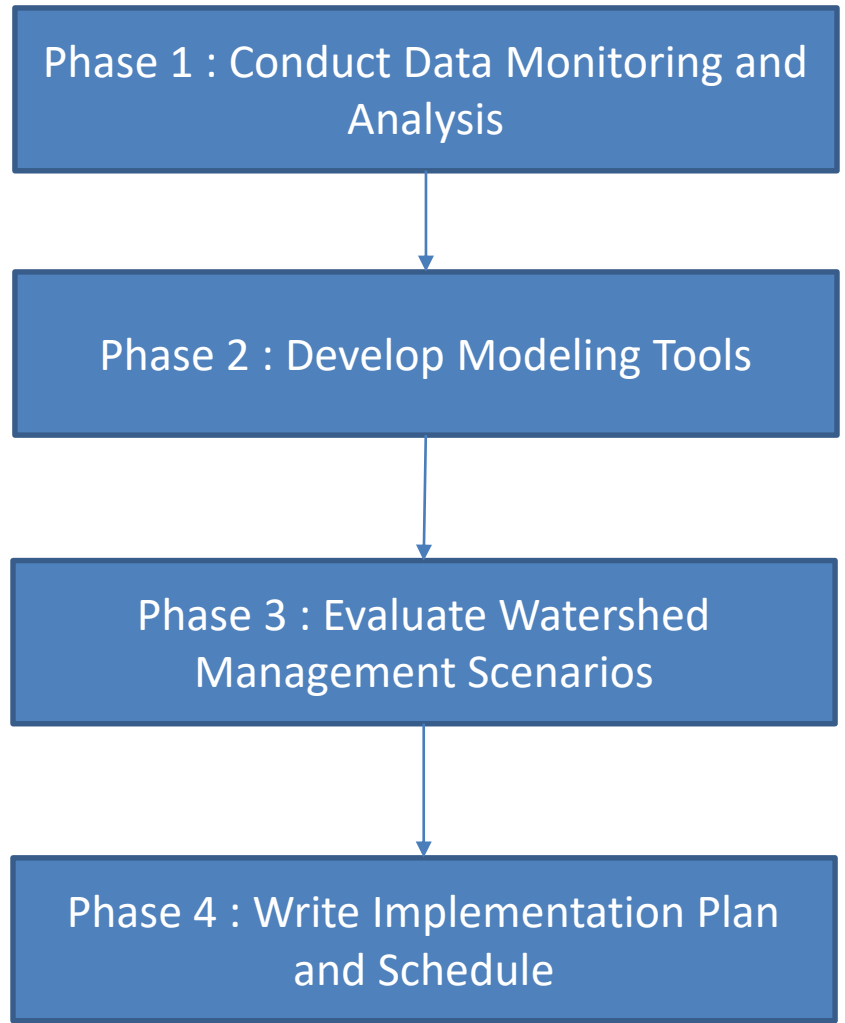 Phase 1 : Conduct Data Monitoring and
Analysis
Phase 2 : Develop Modeling Tools
Phase 3 : Evaluate Watershed
Management Scenarios
Phase 4 : Write Implementation Plan
and Schedule